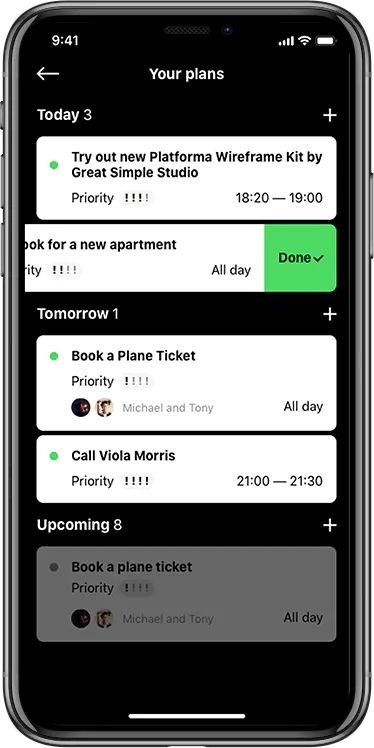 9:41
Your plans
Today 3
Try out new Platforma Wireframe Kit by
Great Simple Studio
Priority !!!!
18:20 — 19:00
ook for a new apartment
rity !!!!
All day
Done
Tomorrow 1
Book a Plane Ticket
Priority !!!!
Michael and Tony
All day
Call Viola Morris
Priority !!!!
21:00 — 21:30
Upcoming 8
Book a plane ticket
Priority !!!!
Michael and Tony
All day